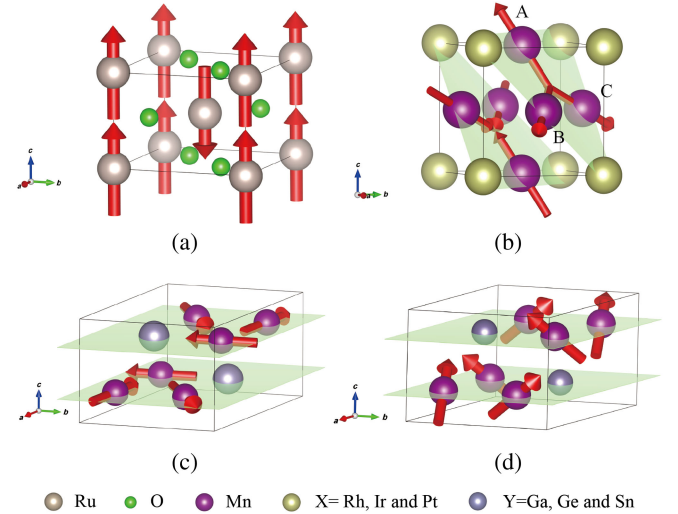 A
C
B
c
a
b
c
a
b
(a)
(b)
c
a
b
c
a
b
(c)
(d)
Ru
O
Mn
X= Rh, Ir and Pt
Y=Ga, Ge and Sn